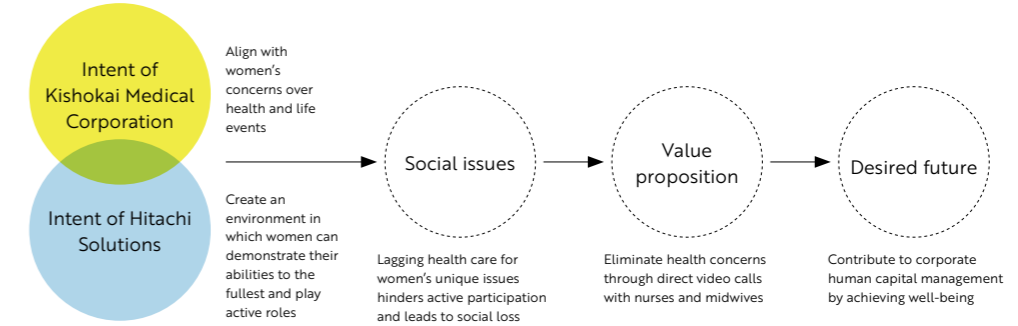 Intent of
Kishokai Medical
Corporation
Intent of Hitachi
Solutions
Align with
women's
concerns over
health and life
events
Create an
environment in
which women can
demonstrate their
abilities to the
fullest and play
active roles
Social issues
Lagging health care for
women's unique issues
hinders active participation
and leads to social loss
Value
proposition
Eliminate health concerns
through direct video calls
with nurses and midwives
Desired future
Contribute to corporate
human capital management
by achieving well-being